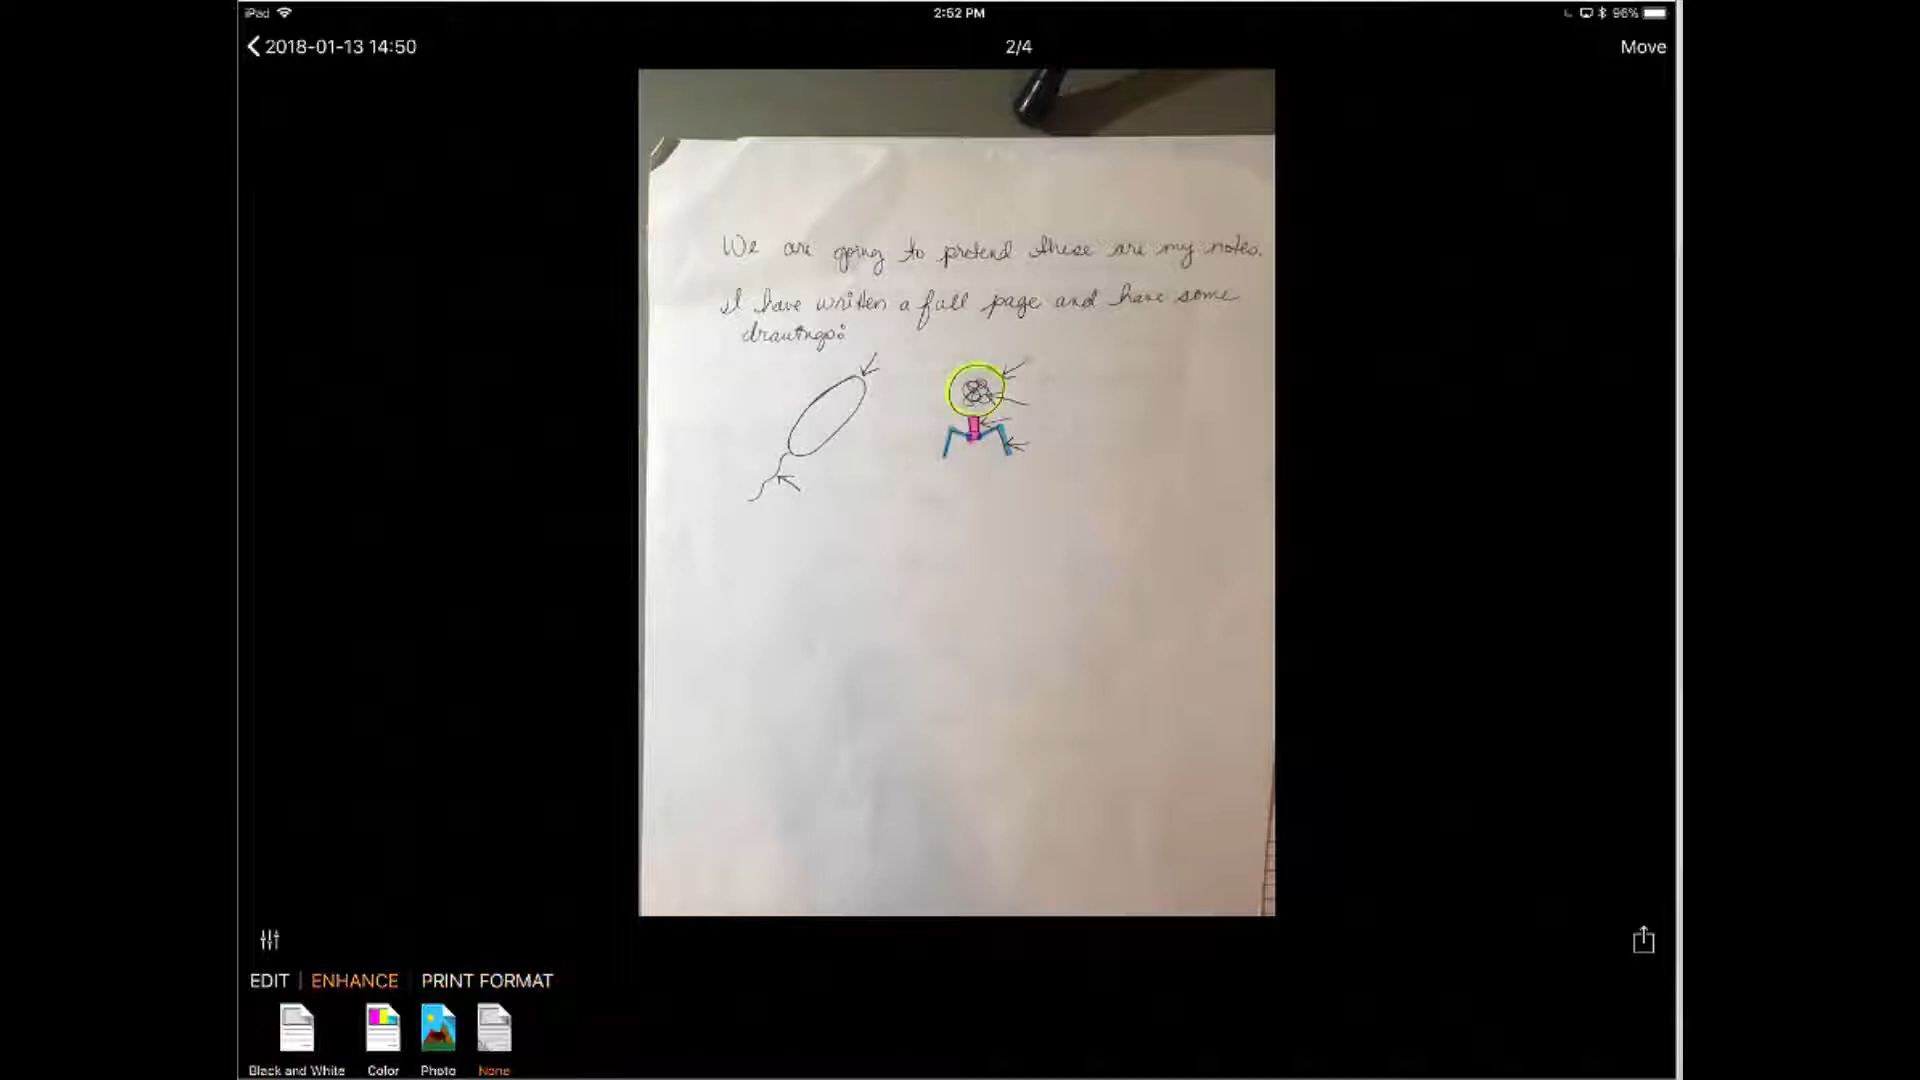 iPad 2:52 PM 96%
2018-01-13 14:50 2/4 Move
We are going to pretend these are my notes.
I have written a full page and have some
drawings:
EDIT | ENHANCE PRINT FORMAT
Black and White Color Photo None